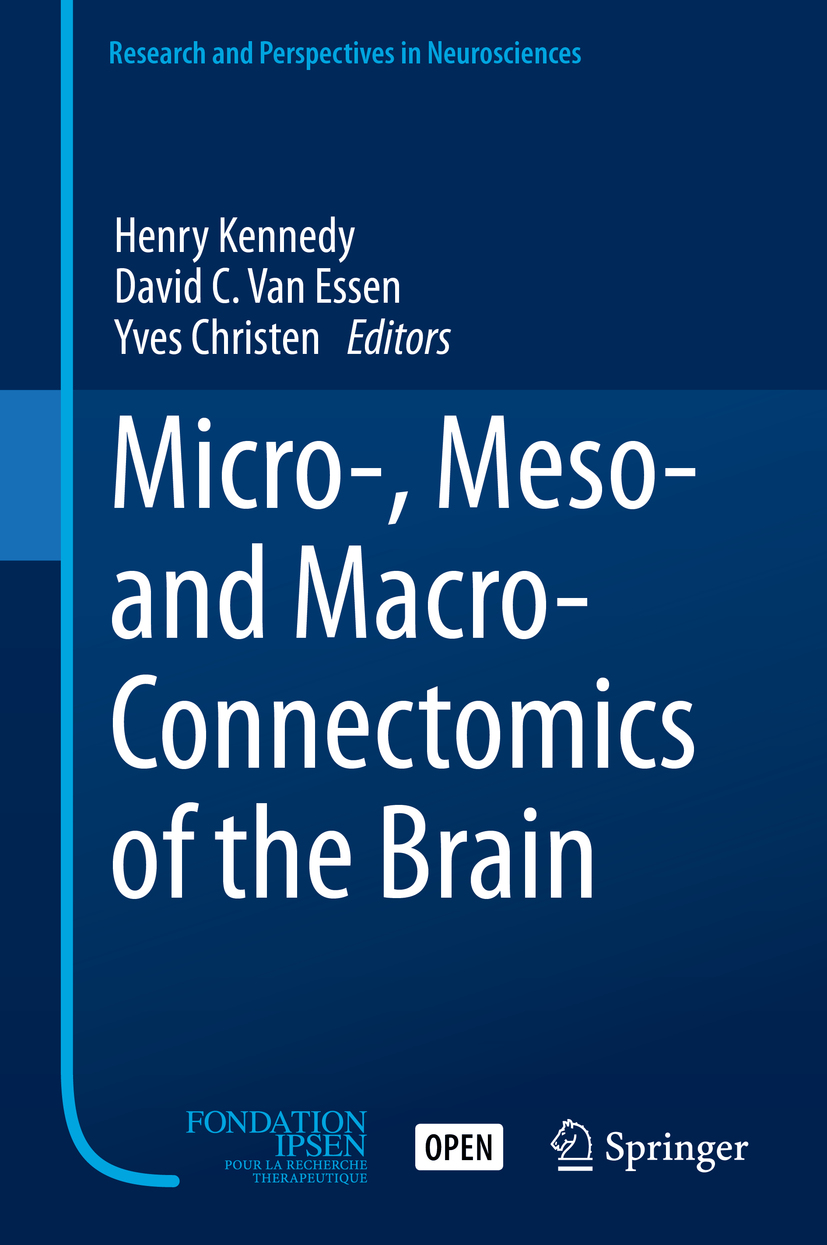 Research and Perspectives in Neurosciences
Henry Kennedy
David C. Van Essen
Yves Christen Editors
Micro-, Meso-
and Macro-
Connectomics
of the Brain
FONDATION
IPSEN
POUR LA RECHERCHE
THERAPEUTIQUE
OPEN
Springer